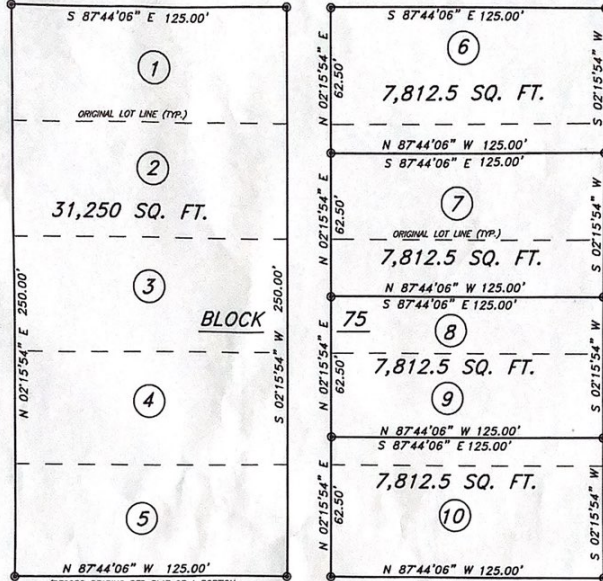 S 87°44'06" E 125.00'
1
ORIGINAL LOT LINE (TYP.)
2
31,250 SQ. FT.
N 02°15'54" E 250.00'
3
S 02°15'54" W 250.00'
BLOCK
4
5
N 87°44'06" W 125.00'
S 87°44'06" E 125.00'
6
7,812.5 SQ. FT.
N 02°15'54" E
62.50'
S 02°15'54" W
N 87°44'06" W 125.00'
S 87°44'06" E 125.00'
7
ORIGINAL LOT LINE (TYP.)
7,812.5 SQ. FT.
N 02°15'54" E
62.50'
S 02°15'54" W
N 87°44'06" W 125.00'
S 87°44'06" E 125.00'
75
8
7,812.5 SQ. FT.
9
N 02°15'54" E
62.50'
S 02°15'54" W
N 87°44'06" W 125.00'
S 87°44'06" E 125.00'
7,812.5 SQ. FT.
10
N 02°15'54" E
62.50'
S 02°15'54" W
N 87°44'06" W 125.00'